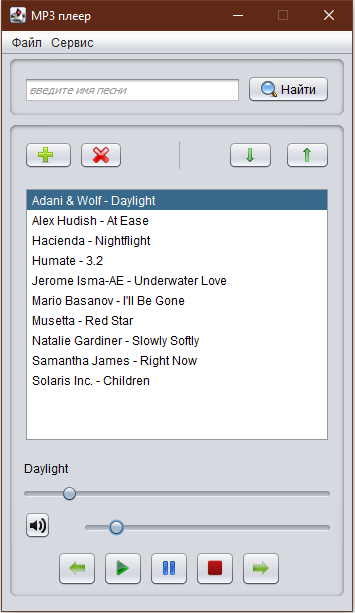 MP3 плеер
Файл Сервис
введите имя песни
Найти
Adani & Wolf - Daylight
Alex Hudish - At Ease
Hacienda - Nightflight
Humate - 3.2
Jerome Isma-AE - Underwater Love
Mario Basanov - I'll Be Gone
Musetta - Red Star
Natalie Gardiner - Slowly Softly
Samantha James - Right Now
Solaris Inc. - Children
Daylight